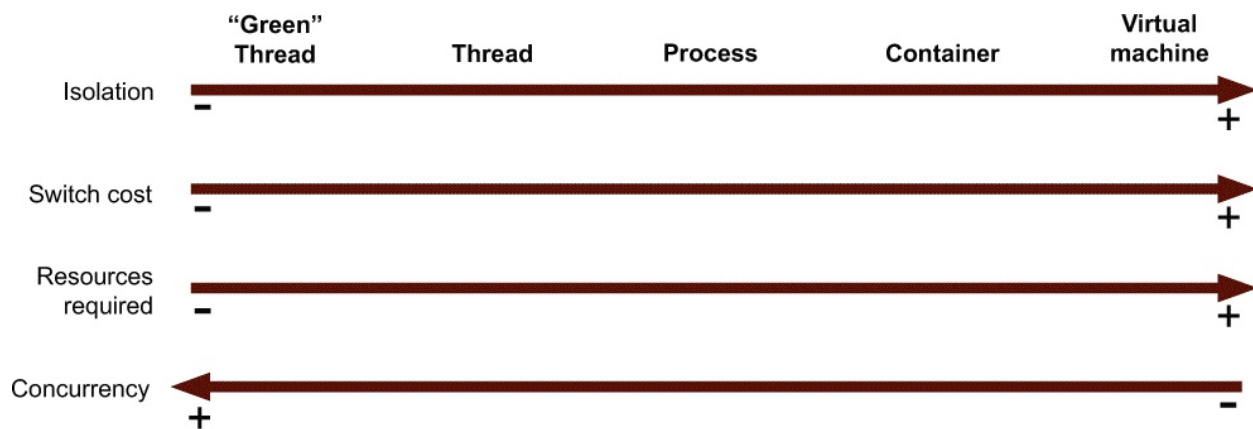 “Green” Thread
Thread
Process
Container
Virtual machine
Isolation
-
+
Switch cost
-
+
Resources required
-
+
Concurrency
+
-